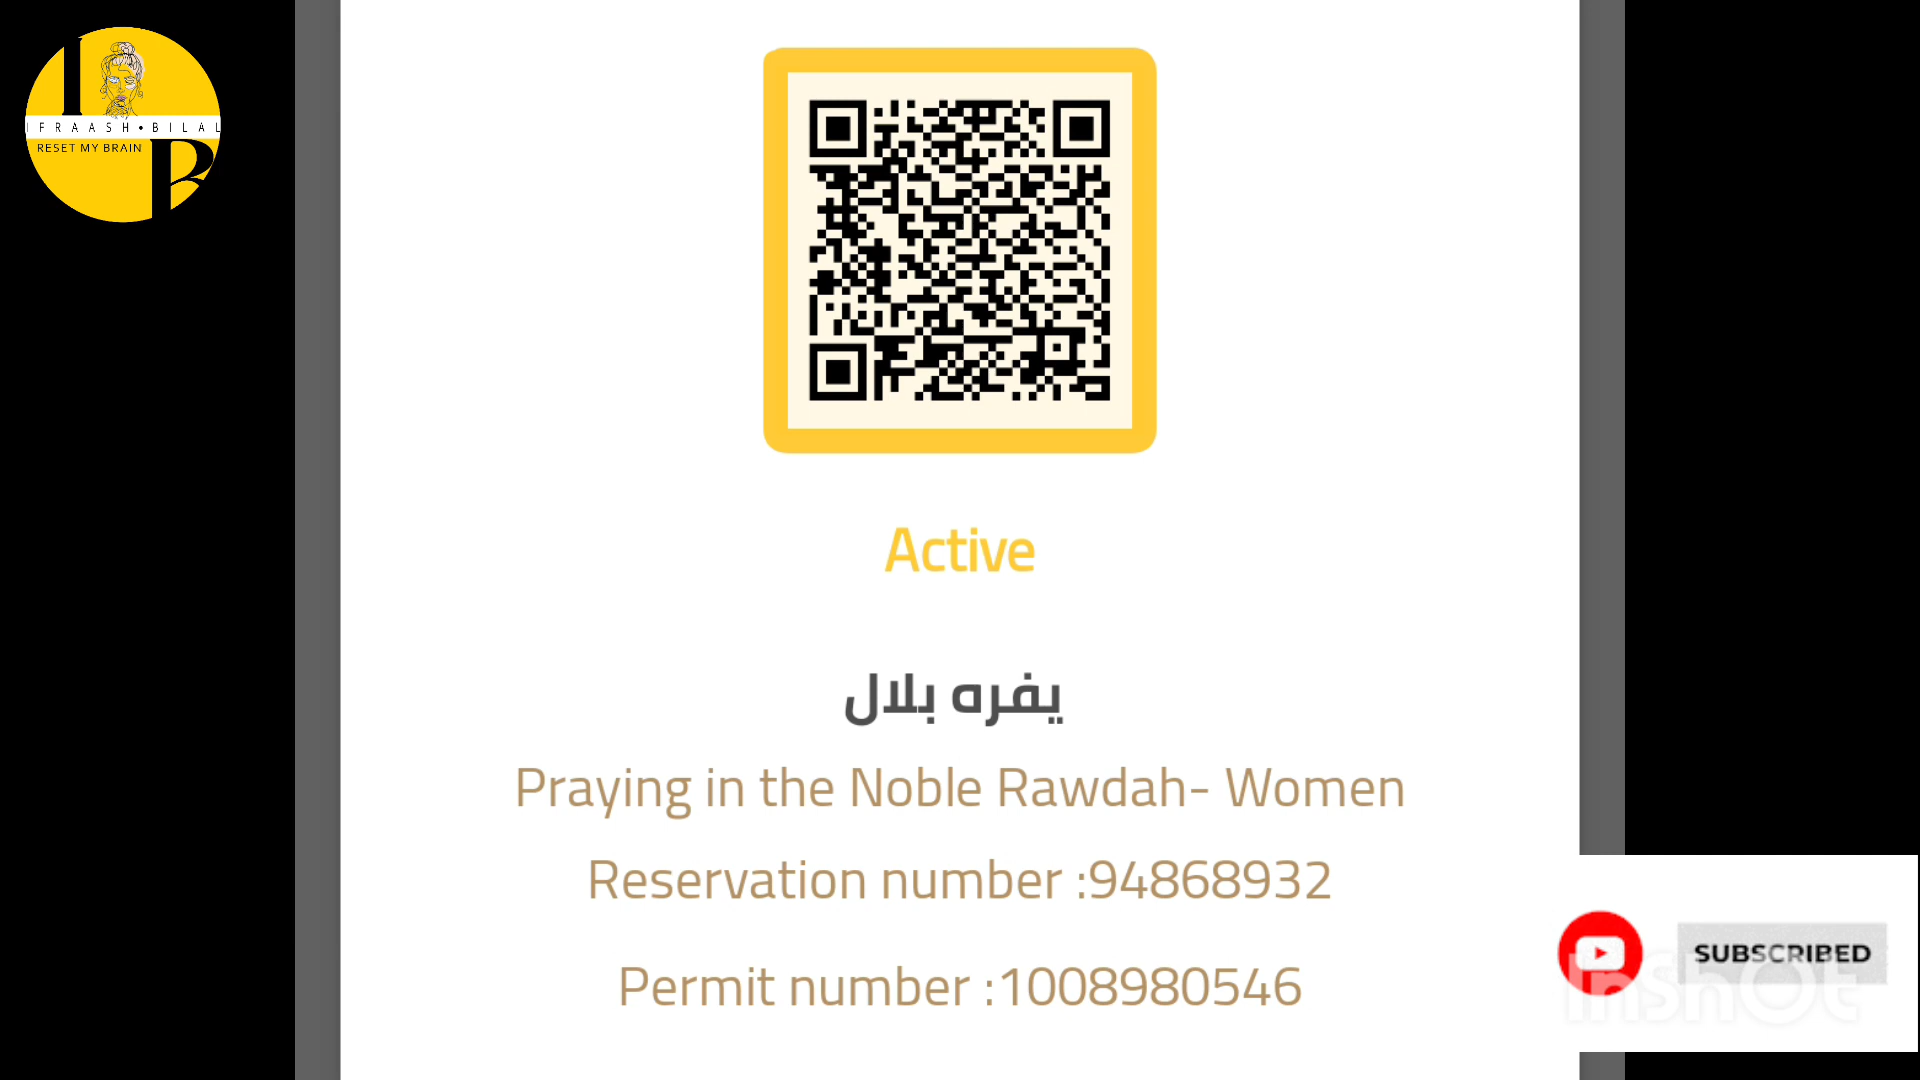 IFRAASH•BILAL
RESET MY BRAIN
Active
يفره بلال
Praying in the Noble Rawdah- Women
Reservation number :94868932
Permit number :1008980546
SUBSCRIBED
InshOt